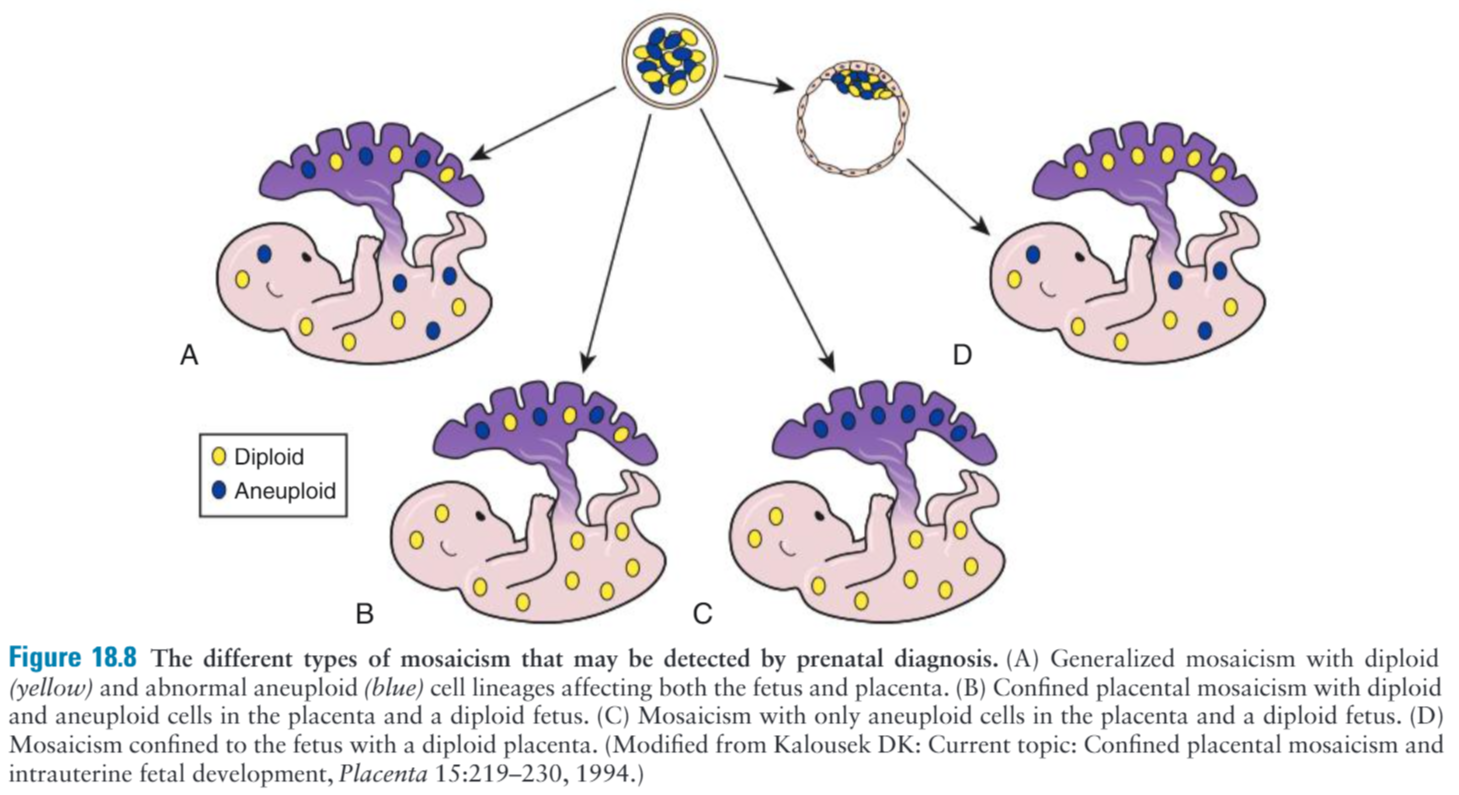 A
D
Diploid
Aneuploid
B
C
Figure 18.8 The different types of mosaicism that may be detected by prenatal diagnosis. (A) Generalized mosaicism with diploid
(yellow) and abnormal aneuploid (blue) cell lineages affecting both the fetus and placenta. (B) Confined placental mosaicism with diploid
and aneuploid cells in the placenta and a diploid fetus. (C) Mosaicism with only aneuploid cells in the placenta and a diploid fetus. (D)
Mosaicism confined to the fetus with a diploid placenta. (Modified from Kalousek DK: Current topic: Confined placental mosaicism and
intrauterine fetal development, Placenta 15:219–230, 1994.)